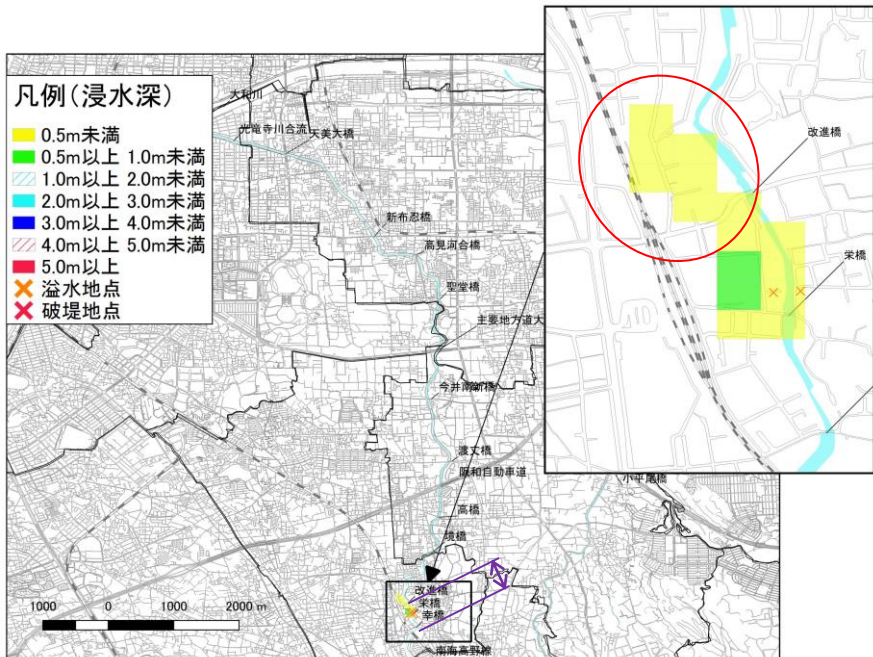 凡例(浸水深)
0.5m未満
0.5m以上 1.0m未満
1.0m以上 2.0m未満
2.0m以上 3.0m未満
3.0m以上 4.0m未満
4.0m以上 5.0m未満
5.0m以上
溢水地点
破堤地点
大和川
光竜寺川合流
天美大橋
新布忍橋
高見河合橋
聖堂橋
主要地方道大
渡丈橋
阪和自動車道
高橋
境橋
小平尾橋
改進橋
栄橋
幸橋
南海高野線
1000 0 1000 2000 m
改進橋
栄橋